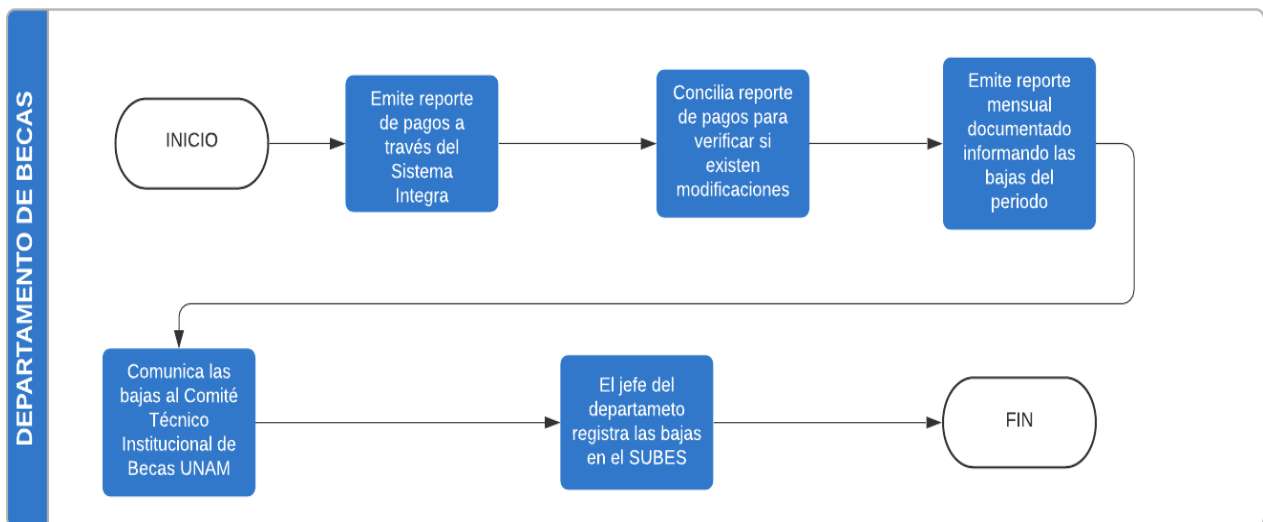 DEPARTAMENTO DE BECAS
INICIO
Emite reporte
de pagos a
través del
Sistema
Integra
Concilia reporte
de pagos para
verificar si
existen
modificaciones
Emite reporte
mensual
documentado
informando las
bajas del
periodo
Comunica las
bajas al Comité
Técnico
Institucional de
Becas UNAM
El jefe del
departameto
registra las bajas
en el SUBES
FIN